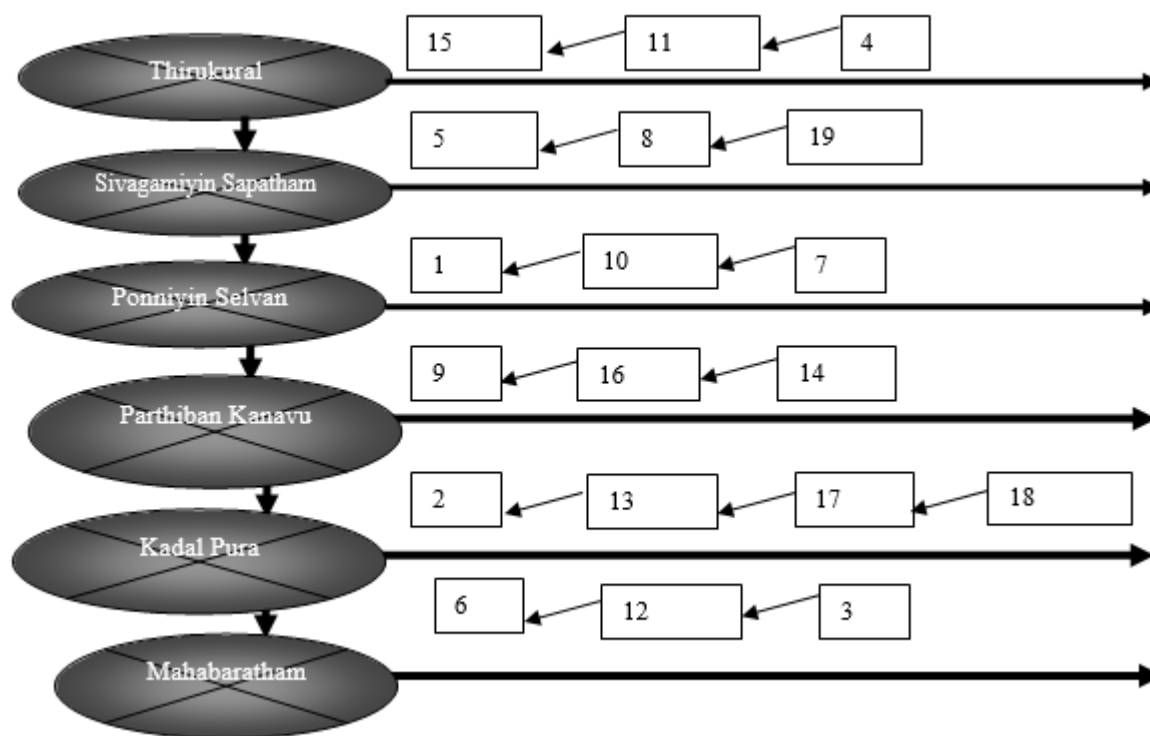 15 11 4
Thirukural
5 8 19
Sivagamiyin Sapatham
1 10 7
Ponniyin Selvan
9 16 14
Parthiban Kanavu
2 13 17 18
Kadal Pura
6 12 3
Mahabaratham